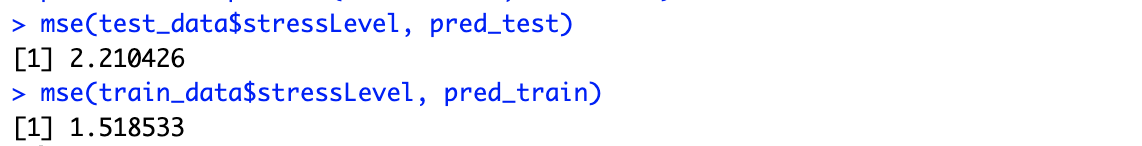 > mse(test_data$stressLevel, pred_test)
[1] 2.210426
> mse(train_data$stressLevel, pred_train)
[1] 1.518533